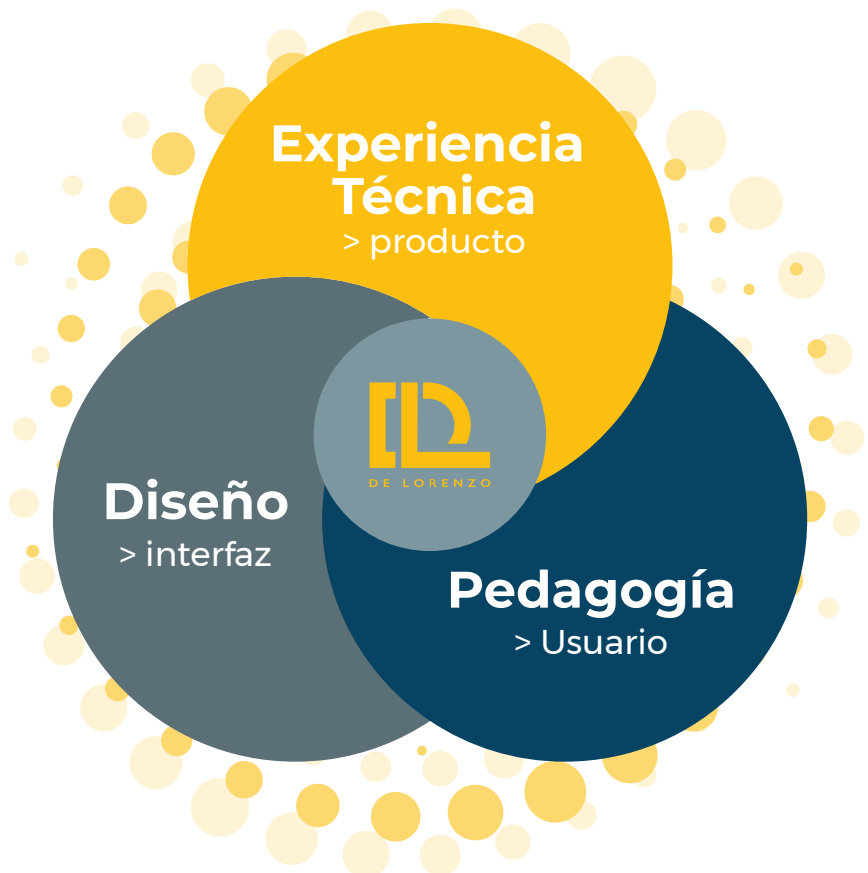 Experiencia
Técnica
> producto
DE LORENZO
Diseño
> interfaz
Pedagogía
> Usuario